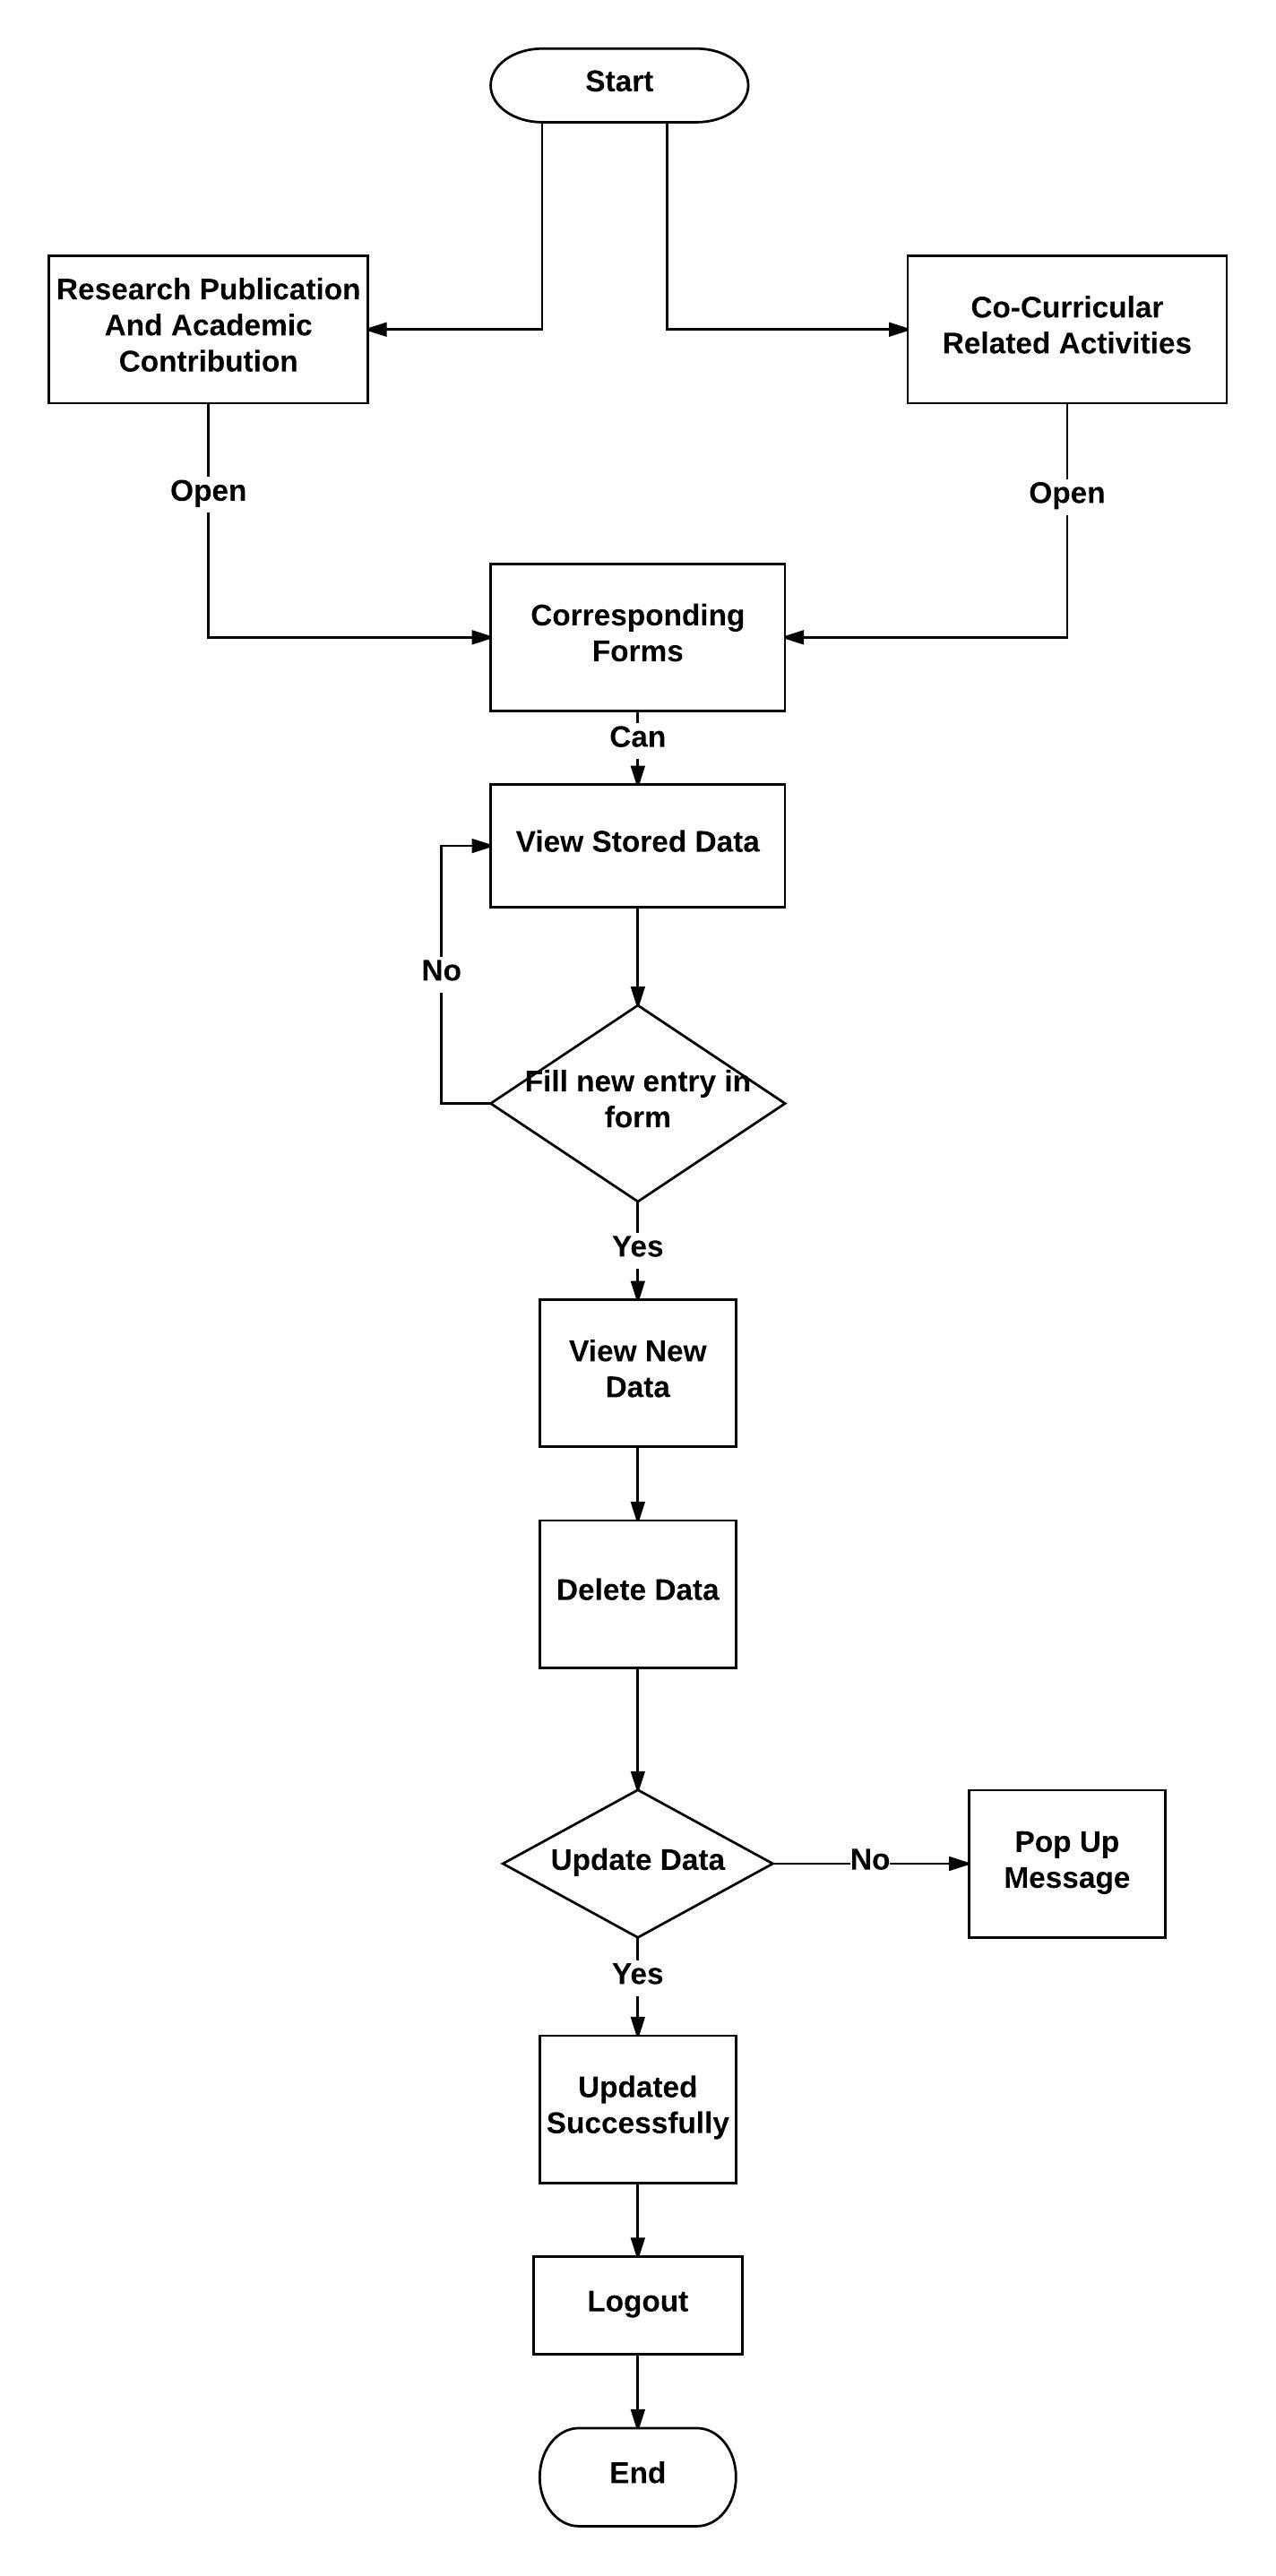 Start
Research Publication
And Academic
Contribution
Co-Curricular
Related Activities
Open
Open
Corresponding
Forms
Can
View Stored Data
No
Fill new entry in
form
Yes
View New
Data
Delete Data
Update Data
No
Pop Up
Message
Yes
Updated
Successfully
Logout
End